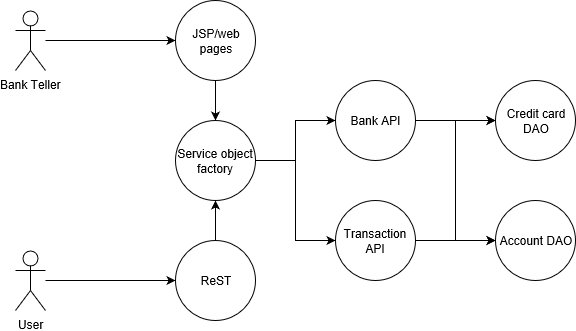 JSP/web
pages
Bank Teller
Bank API
Credit card
DAO
Service object
factory
Transaction
API
Account DAO
ReST
User